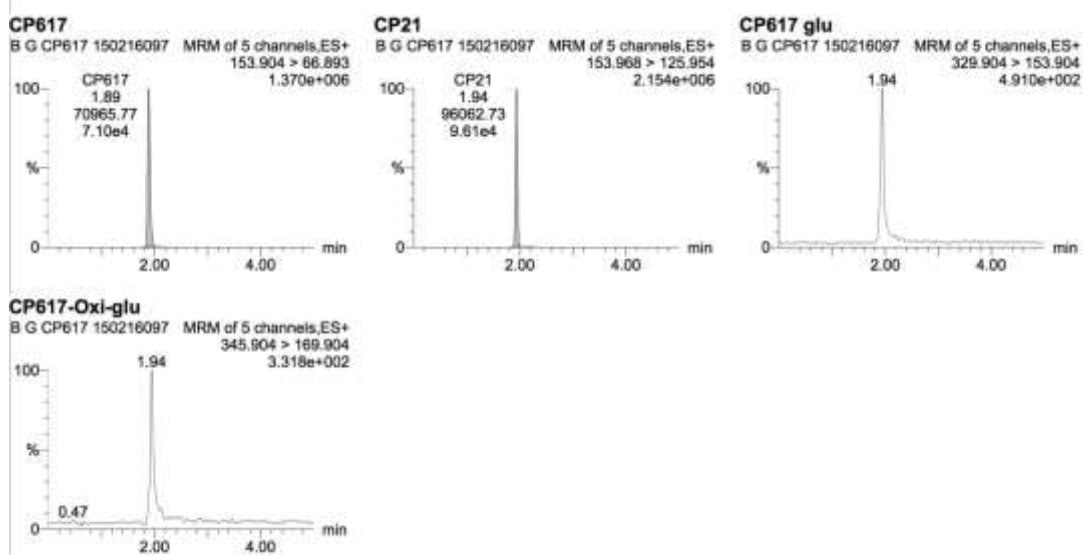 CP617
B G CP617 150216097 MRM of 5 channels,ES+
153.904 > 66.893
1.370e+006
CP617
1.89
70965.77
7.10e4
100
%
0
2.00 4.00 min
CP21
B G CP617 150216097 MRM of 5 channels,ES+
153.968 > 125.954
2.154e+006
CP21
1.94
96062.73
9.61e4
100
%
0
2.00 4.00 min
CP617 glu
B G CP617 150216097 MRM of 5 channels,ES+
329.904 > 153.904
4.910e+002
1.94
100
%
0
2.00 4.00 min
CP617-Oxi-glu
B G CP617 150216097 MRM of 5 channels,ES+
345.904 > 169.904
3.318e+002
1.94
100
%
0.47
0
2.00 4.00 min